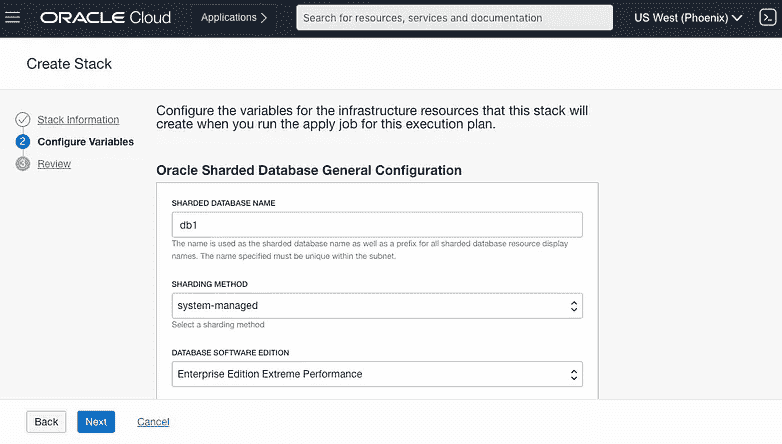 ORACLE Cloud
Applications
Search for resources, services and documentation
US West (Phoenix)
Create Stack
Stack Information
2 Configure Variables
3 Review
Configure the variables for the infrastructure resources that this stack will
create when you run the apply job for this execution plan.
Oracle Sharded Database General Configuration
SHARDED DATABASE NAME
db1
The name is used as the sharded database name as well as a prefix for all sharded database resource display
names. The name specified must be unique within the subnet.
SHARDING METHOD
system-managed
Select a sharding method
DATABASE SOFTWARE EDITION
Enterprise Edition Extreme Performance
Back
Next
Cancel